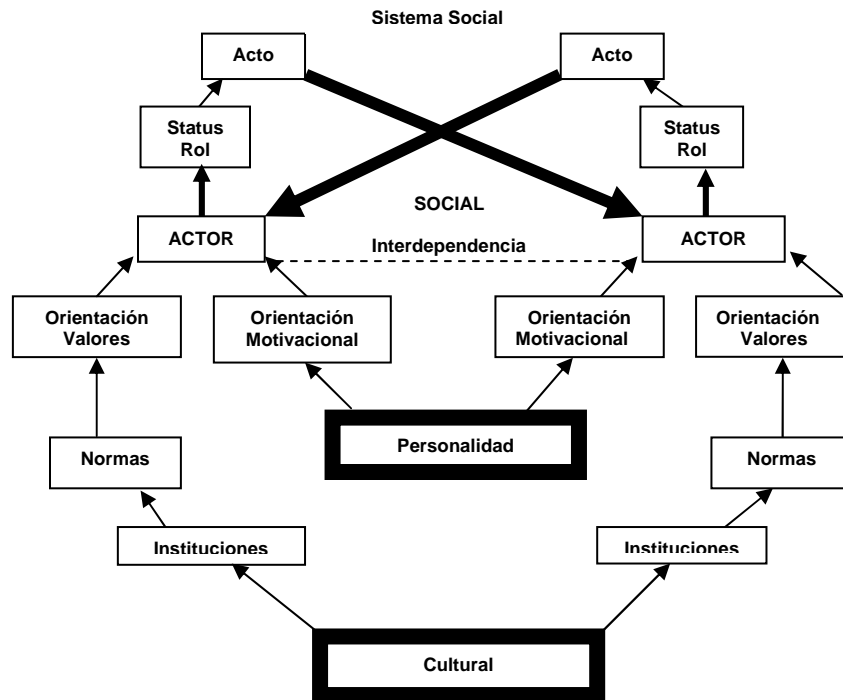 Sistema Social
Acto
Acto
Status
Rol
Status
Rol
SOCIAL
ACTOR
ACTOR
Interdependencia
Orientación
Valores
Orientación
Motivacional
Orientación
Motivacional
Orientación
Valores
Personalidad
Normas
Normas
Instituciones
Instituciones
Cultural